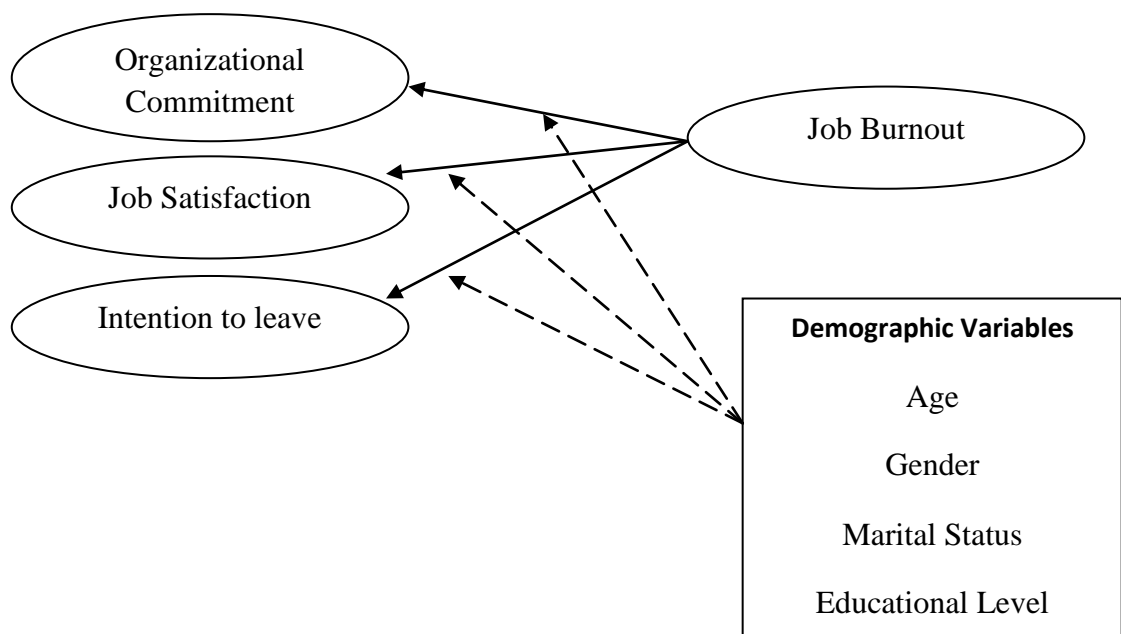 Organizational
Commitment
Job Burnout
Job Satisfaction
Intention to leave
Demographic Variables
Age
Gender
Marital Status
Educational Level